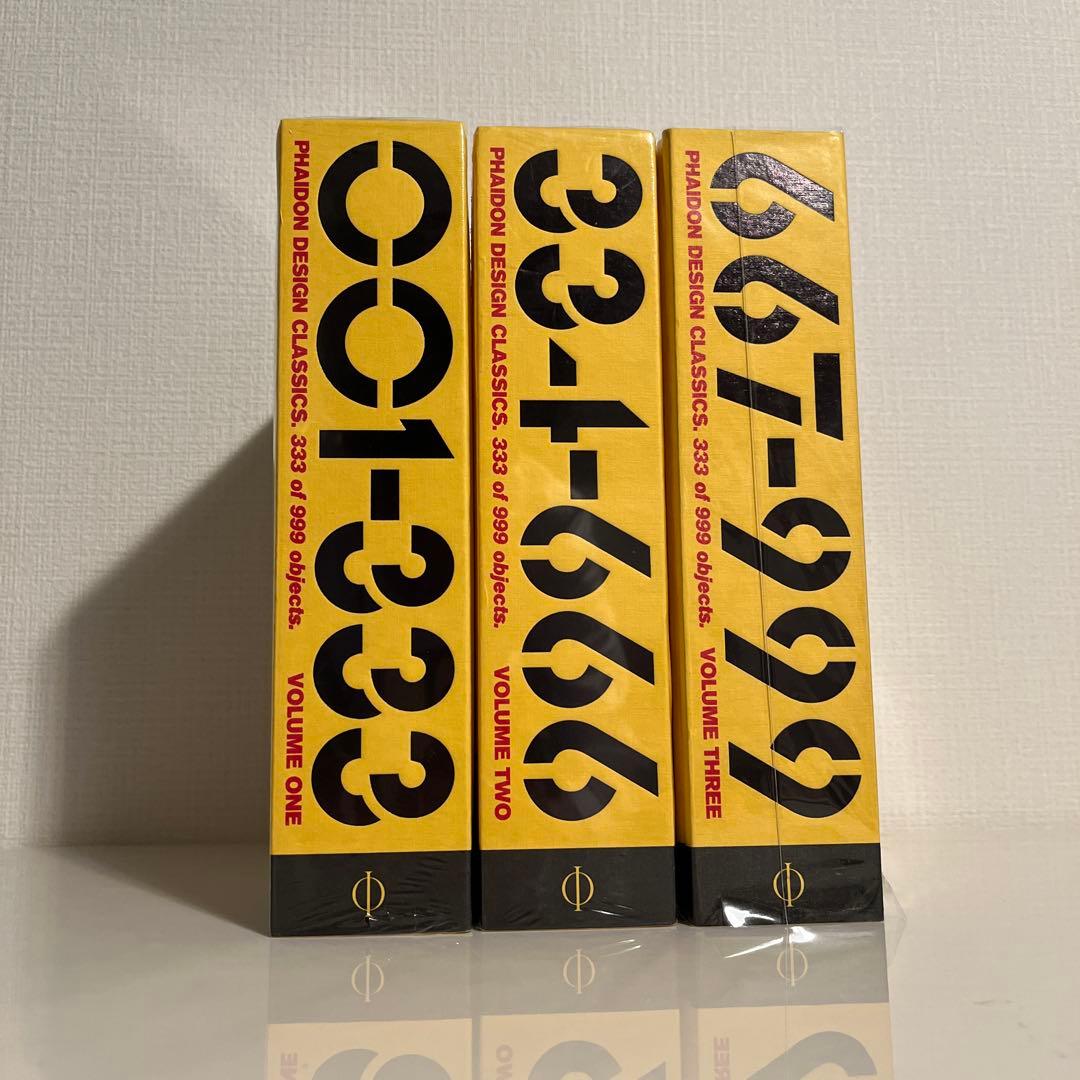 001-333
PHAIDON DESIGN CLASSICS. 333 of 999 objects. VOLUME ONE
334-666
PHAIDON DESIGN CLASSICS. 333 of 999 objects. VOLUME TWO
667-999
PHAIDON DESIGN CLASSICS. 333 of 999 objects. VOLUME THREE